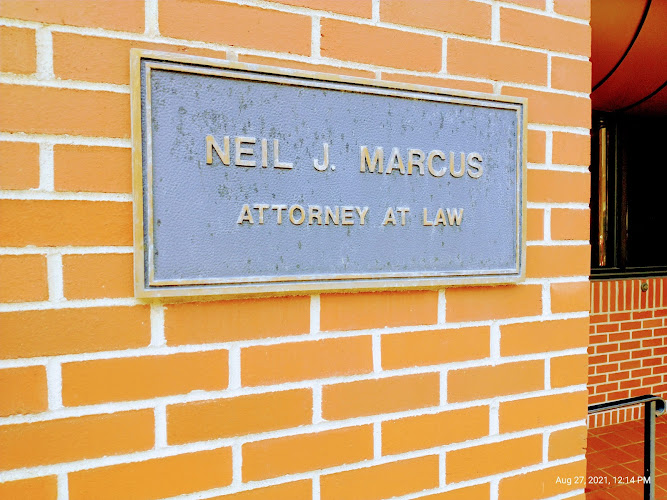 NEIL J. MARCUS
ATTORNEY AT LAW
Aug 27, 2021, 12:14 PM